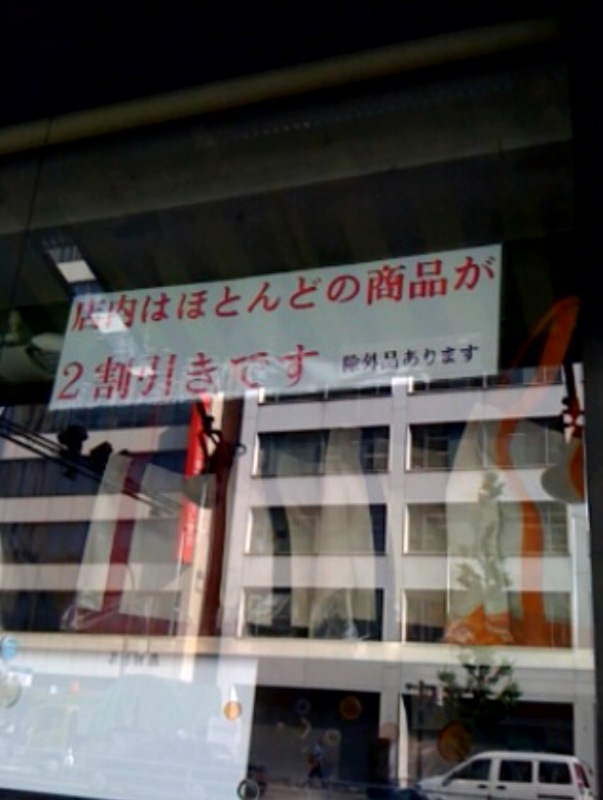 店内はほとんどの商品が
2割引きです 除外品あります